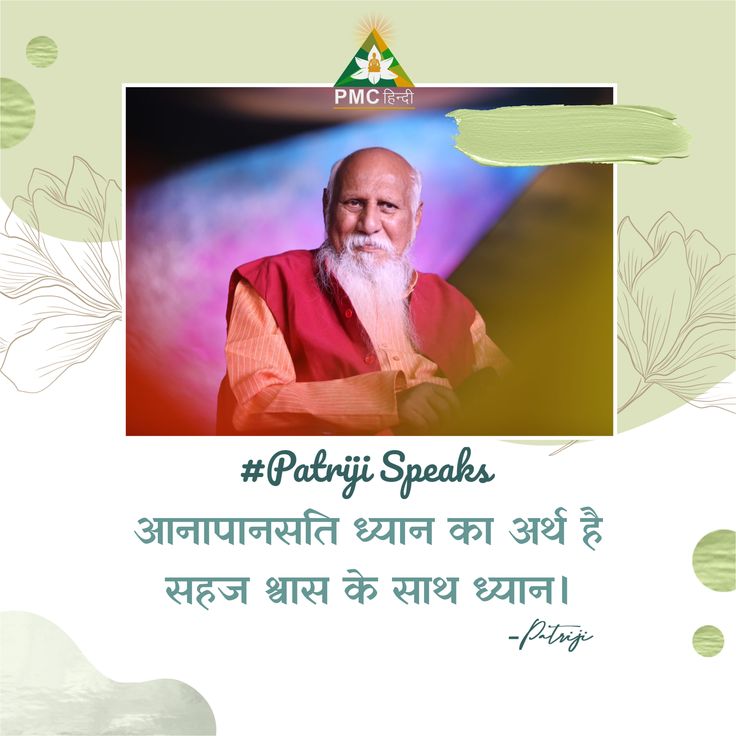 PMC हिन्दी
#Patriji Speaks
आनापानसति ध्यान का अर्थ है
सहज श्वास के साथ ध्यान।
-Patriji